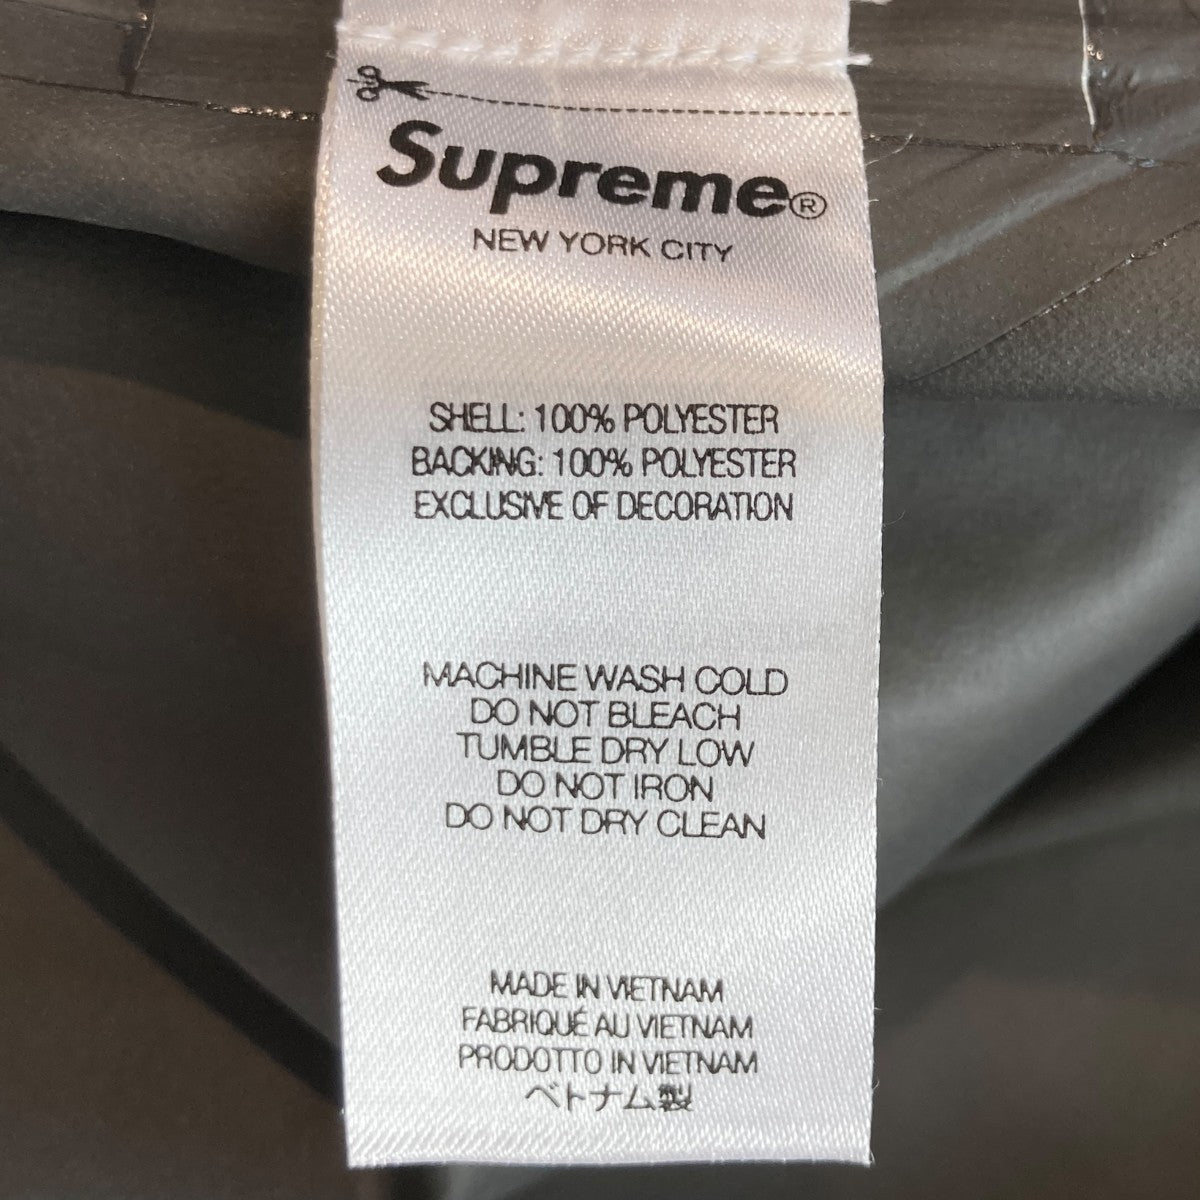 Supreme®
NEW YORK CITY
SHELL: 100% POLYESTER
BACKING: 100% POLYESTER
EXCLUSIVE OF DECORATION
MACHINE WASH COLD
DO NOT BLEACH
TUMBLE DRY LOW
DO NOT IRON
DO NOT DRY CLEAN
MADE IN VIETNAM
FABRIQUÉ AU VIETNAM
PRODOTTO IN VIETNAM
ベトナム製